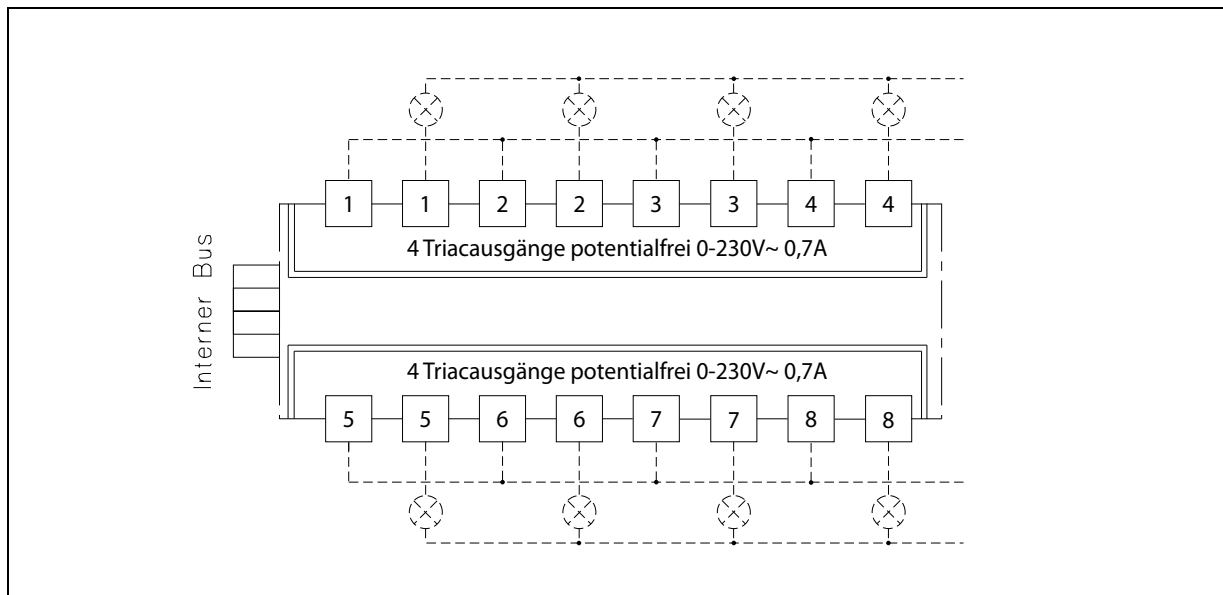 1 1 2 2 3 3 4 4
4 Triacausgänge potentialfrei 0-230V~ 0,7A
Interner Bus
4 Triacausgänge potentialfrei 0-230V~ 0,7A
5 5 6 6 7 7 8 8